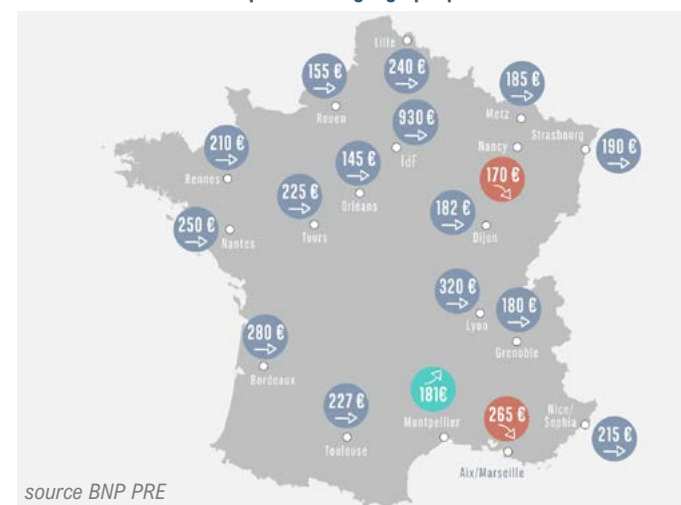 Lille
155 €
240 €
185 €
Rouen
930 €
Metz
Strasbourg
210 €
145 €
IdF
Nancy
190 €
Rennes
Orléans
170 €
225 €
182 €
250 €
Nantes
Tours
Dijon
320 €
180 €
Lyon
Grenoble
280 €
Bordeaux
181€
227 €
Montpellier
265 €
Nice/
Sophia
215 €
Toulouse
Aix/Marseille
source BNP PRE